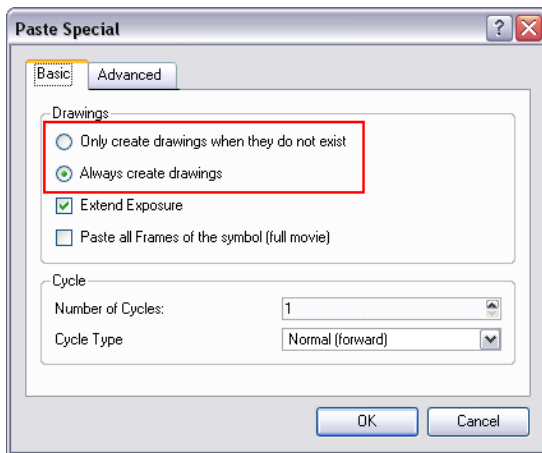 Paste Special
Basic Advanced
Drawings
Only create drawings when they do not exist
Always create drawings
Extend Exposure
Paste all Frames of the symbol (full movie)
Cycle
Number of Cycles: 1
Cycle Type Normal (forward)
OK Cancel